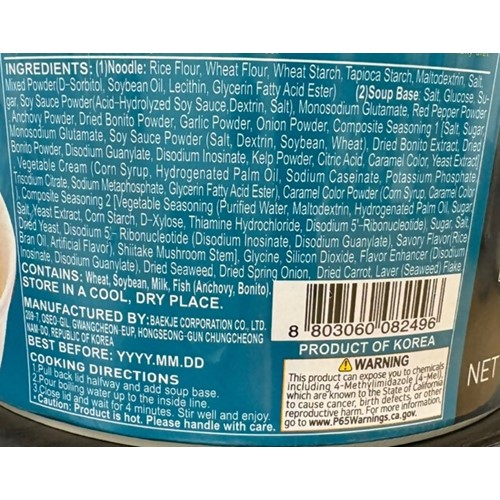 INGREDIENTS: (1)Noodle: Rice Flour, Wheat Flour, Wheat Starch, Tapioca Starch, Maltodextrin, Salt,
Mixed Powder(D-Sorbitol, Soybean Oil, Lecithin, Glycerin Fatty Acid Ester) (2)Soup Base: Salt, Glucose, Su-
gar, Soy Sauce Powder(Acid-Hydrolyzed Soy Sauce, Dextrin, Salt), Monosodium Glutamate, Red Pepper Powder
Anchovy Powder, Dried Bonito Powder, Garlic Powder, Onion Powder, Composite Seasoning 1 [Salt, Sugar,
Monosodium Glutamate, Soy Sauce Powder (Salt, Dextrin, Soybean, Wheat), Dried Bonito Extract, Dried
Bonito Powder, Disodium Guanylate, Disodium Inosinate, Kelp Powder, Citric Acid, Caramel Color, Yeast Extract]
, Vegetable Cream (Corn Syrup, Hydrogenated Palm Oil, Sodium Caseinate, Potassium Phosphate,
Trisodium Citrate, Sodium Metaphosphate, Glycerin Fatty Acid Ester), Caramel Color Powder (Corn Syrup, Caramel Color)
, Composite Seasoning 2 [Vegetable Seasoning (Purified Water, Maltodextrin, Hydrogenated Palm Oil, Sugar,
Salt, Yeast Extract, Corn Starch, D-Xylose, Thiamine Hydrochloride, Disodium 5'-Ribonucleotide), Sugar, Salt,
Dried Yeast, Disodium 5'-Ribonucleotide (Disodium Inosinate, Disodium Guanylate), Savory Flavor(Rice
Bran Oil, Artificial Flavor), Shiitake Mushroom Stem], Glycine, Silicon Dioxide, Flavor Enhancer (Disodium
Inosinate, Disodium Guanylate), Dried Seaweed, Dried Spring Onion, Dried Carrot, Laver (Seaweed) Flake
CONTAINS: Wheat, Soybean, Milk, Fish (Anchovy, Bonito).
STORE IN A COOL, DRY PLACE.
MANUFACTURED BY:BAEKJE CORPORATION CO., LTD.
209-7, OSEO-GIL, GWANGCHEON-EUP, HONGSEONG-GUN CHUNGCHEONG
NAM-DO, REPUBLIC OF KOREA
BEST BEFORE: YYYY.MM.DD
COOKING DIRECTIONS
1.Pull back lid halfway and add soup base.
2.Pour boiling water up to the inside line.
3.Close lid and wait for 4 minutes. Stir well and enjoy.
• Caution: Product is hot. Please handle with care.
8 803060 082496
PRODUCT OF KOREA
WARNING
This product can expose you to chemicals
including 4-Methylimidazole (4-Mel),
which are known to the State of California
to cause cancer, birth defects, or other
reproductive harm. For more information,
go to www.P65Warnings.ca.gov.
NET